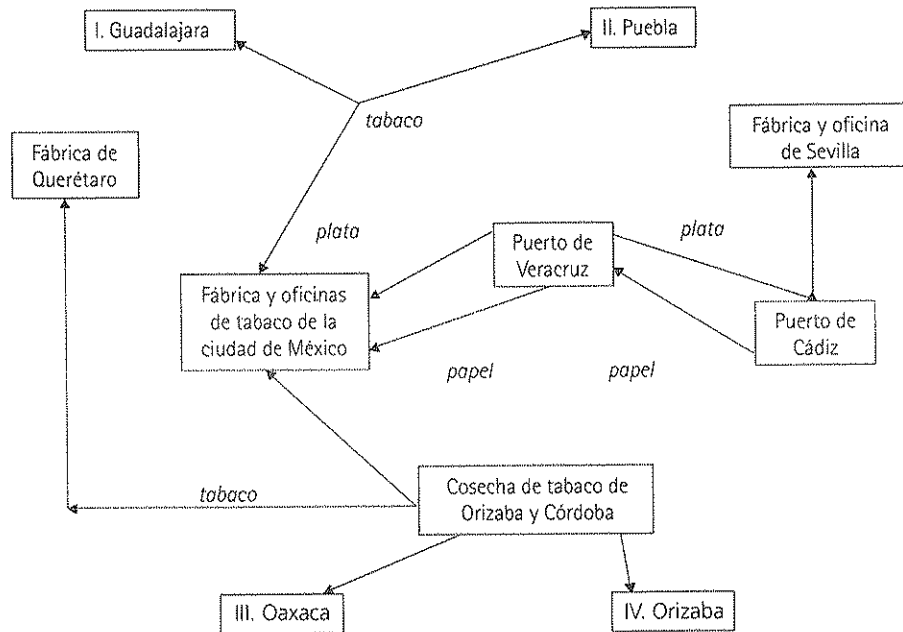 I. Guadalajara
II. Puebla
tabaco
Fábrica de
Querétaro
Fábrica y oficina
de Sevilla
plata
Puerto de
Veracruz
plata
Fábrica y oficinas
de tabaco de la
ciudad de México
Puerto de
Cádiz
papel
papel
tabaco
Cosecha de tabaco de
Orizaba y Córdoba
III. Oaxaca
IV. Orizaba